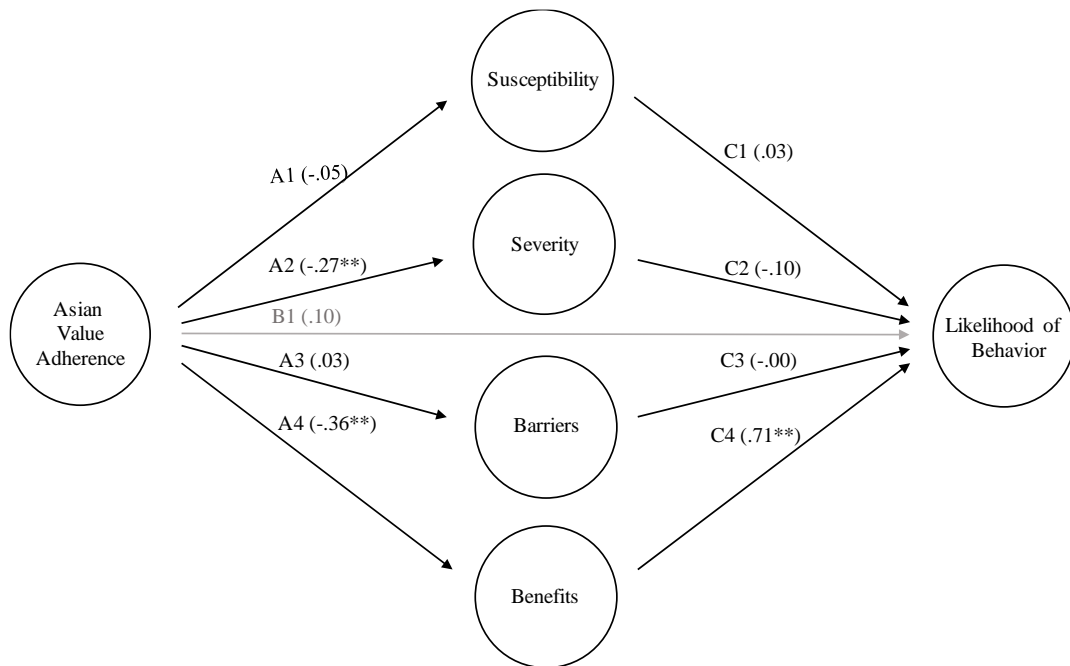 Susceptibility
A1 (-.05)
C1 (.03)
Severity
A2 (-.27**)
C2 (-.10)
Asian
Value
Adherence
B1 (.10)
Likelihood of
Behavior
A3 (.03)
C3 (-.00)
A4 (-.36**)
Barriers
C4 (.71**)
Benefits